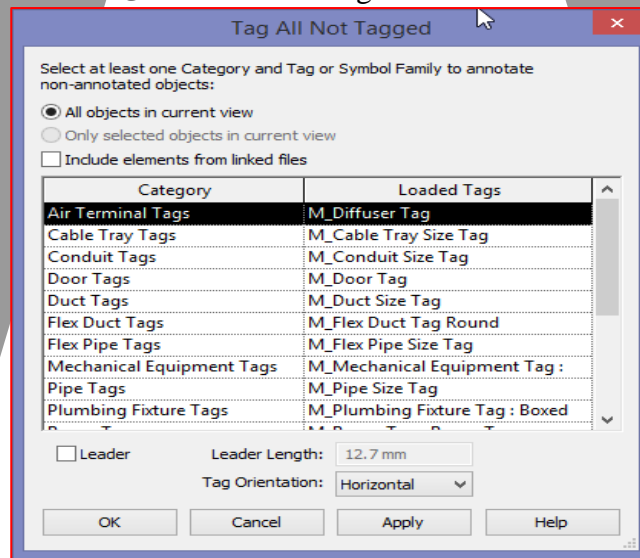 Tag All Not Tagged
Select at least one Category and Tag or Symbol Family to annotate
non-annotated objects:
All objects in current view
Only selected objects in current view
Include elements from linked files
Category Loaded Tags
Air Terminal Tags M_Diffuser Tag
Cable Tray Tags M_Cable Tray Size Tag
Conduit Tags M_Conduit Size Tag
Door Tags M_Door Tag
Duct Tags M_Duct Size Tag
Flex Duct Tags M_Flex Duct Tag Round
Flex Pipe Tags M_Flex Pipe Size Tag
Mechanical Equipment Tags M_Mechanical Equipment Tag :
Pipe Tags M_Pipe Size Tag
Plumbing Fixture Tags M_Plumbing Fixture Tag : Boxed
Leader Leader Length: 12.7 mm
Tag Orientation: Horizontal
OK Cancel Apply Help